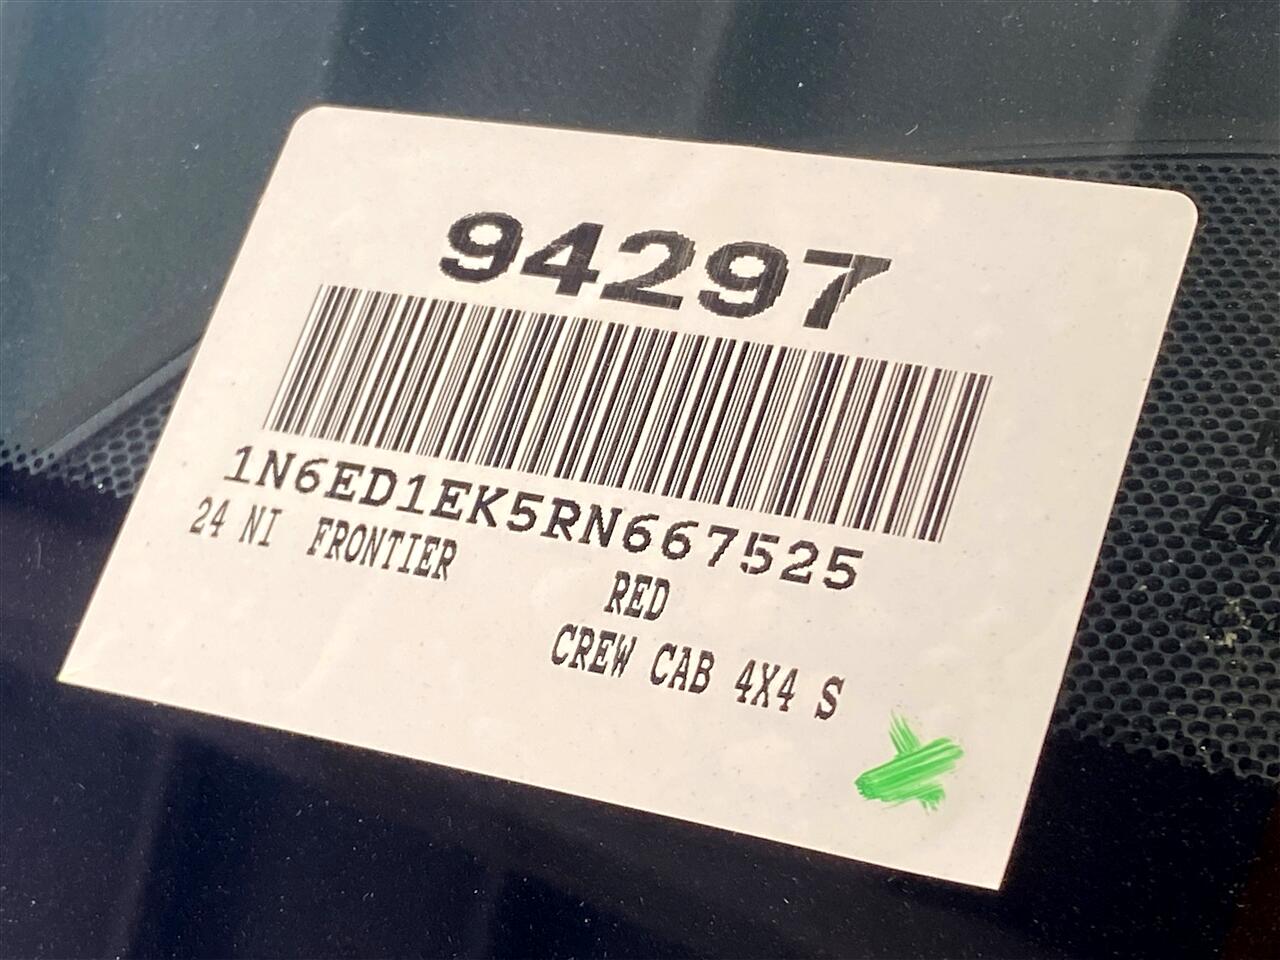 94297
1N6ED1EK5RN667525
24 NI FRONTIER
RED
CREW CAB 4X4 S